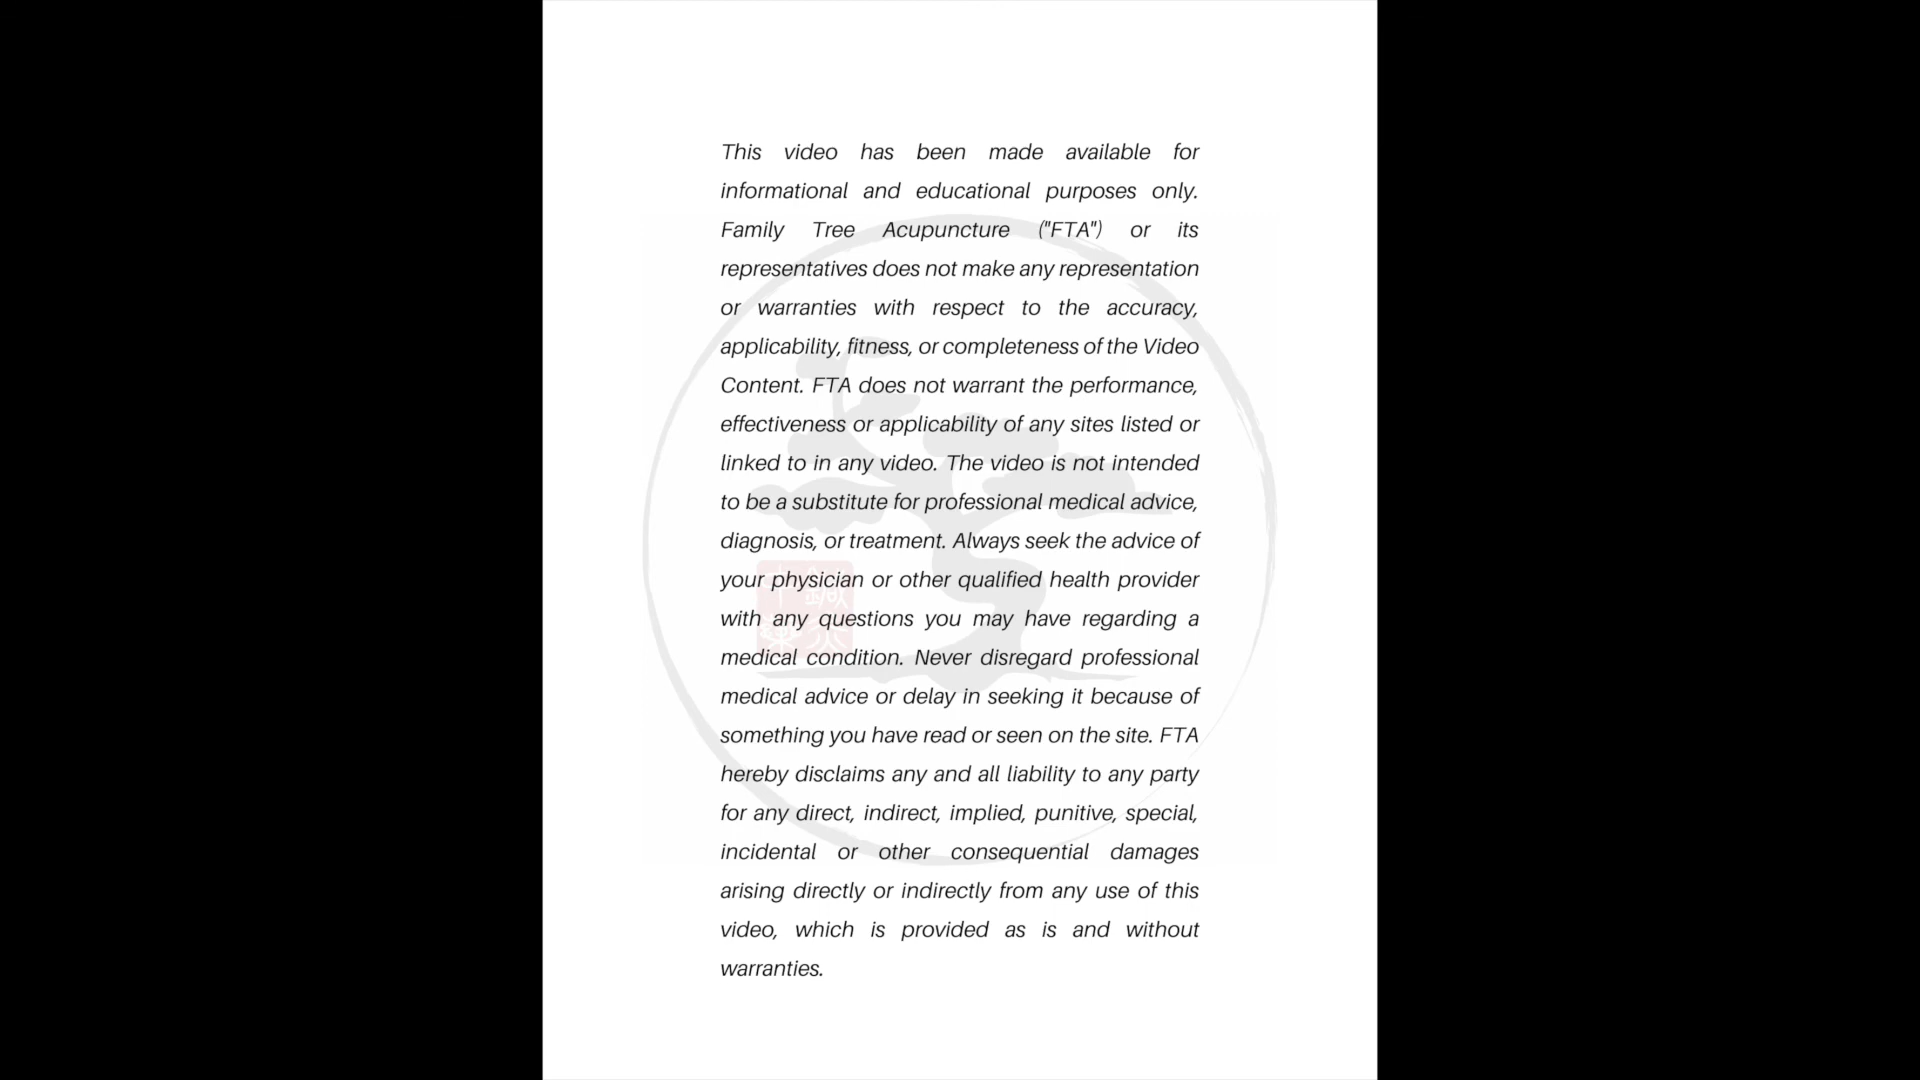 This video has been made available for
informational and educational purposes only.
Family Tree Acupuncture ("FTA") or its
representatives does not make any representation
or warranties with respect to the accuracy,
applicability, fitness, or completeness of the Video
Content. FTA does not warrant the performance,
effectiveness or applicability of any sites listed or
linked to in any video. The video is not intended
to be a substitute for professional medical advice,
diagnosis, or treatment. Always seek the advice of
your physician or other qualified health provider
with any questions you may have regarding a
medical condition. Never disregard professional
medical advice or delay in seeking it because of
something you have read or seen on the site. FTA
hereby disclaims any and all liability to any party
for any direct, indirect, implied, punitive, special,
incidental or other consequential damages
arising directly or indirectly from any use of this
video, which is provided as is and without
warranties.